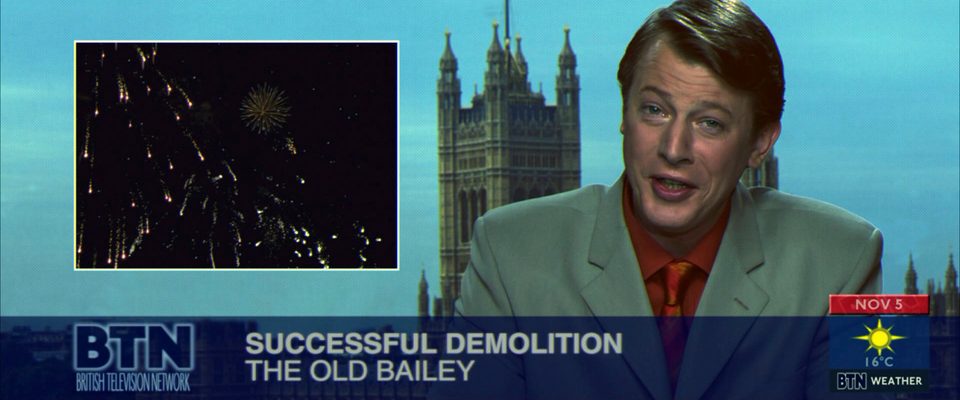 BTN
BRITISH TELEVISION NETWORK
SUCCESSFUL DEMOLITION
THE OLD BAILEY
NOV 5
16°C
BTN WEATHER